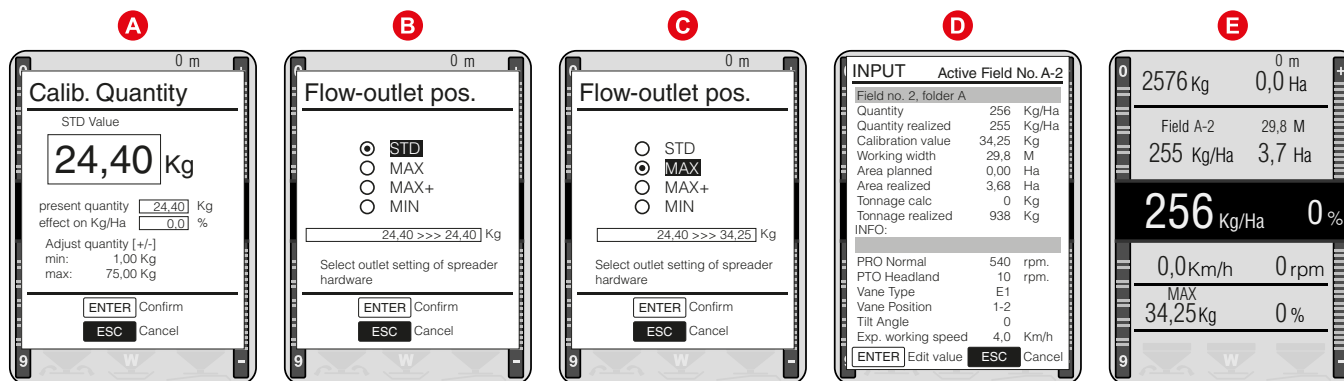 A
0 m
0
+
Calib. Quantity
STD Value
24,40 Kg
present quantity 24,40 Kg
effect on Kg/Ha 0,0 %
Adjust quantity [+/-]
min: 1,00 Kg
max: 75,00 Kg
ENTER Confirm
ESC Cancel
9 W -
B
0 m
0
+
Flow-outlet pos.
STD
MAX
MAX+
MIN
24,40 >>> 24,40 Kg
Select outlet setting of spreader
hardware
ENTER Confirm
ESC Cancel
9 W -
C
0 m
0
+
Flow-outlet pos.
STD
MAX
MAX+
MIN
24,40 >>> 34,25 Kg
Select outlet setting of spreader
hardware
ENTER Confirm
ESC Cancel
9 W -
D
0 m
INPUT Active Field No. A-2
Field no. 2, folder A
Quantity 256 Kg/Ha
Quantity realized 255 Kg/Ha
Calibration value 34,25 Kg
Working width 29,8 M
Area planned 0,00 Ha
Area realized 3,68 Ha
Tonnage calc 0 Kg
Tonnage realized 938 Kg
INFO:
PRO Normal 540 rpm.
PTO Headland 10 rpm.
Vane Type E1
Vane Position 1-2
Tilt Angle 0
Exp. working speed 4,0 Km/h
ENTER Edit value ESC Cancel
W
E
0 m
0 2576 Kg 0,0 Ha +
Field A-2 29,8 M
255 Kg/Ha 3,7 Ha
256 Kg/Ha 0 %
0,0 Km/h 0 rpm
MAX
34,25 Kg 0 %
9 W -